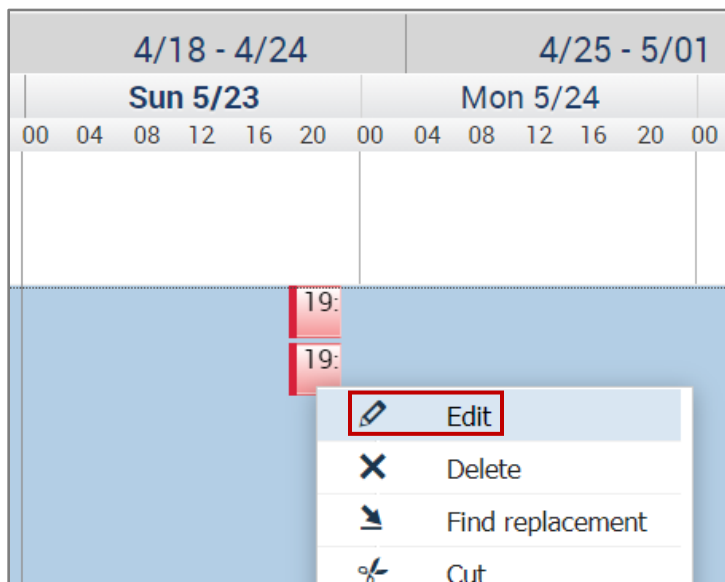 4/18 - 4/24 4/25 - 5/01
Sun 5/23 Mon 5/24
00 04 08 12 16 20 00 04 08 12 16 20 00
19:
19:
Edit
Delete
Find replacement
Cut